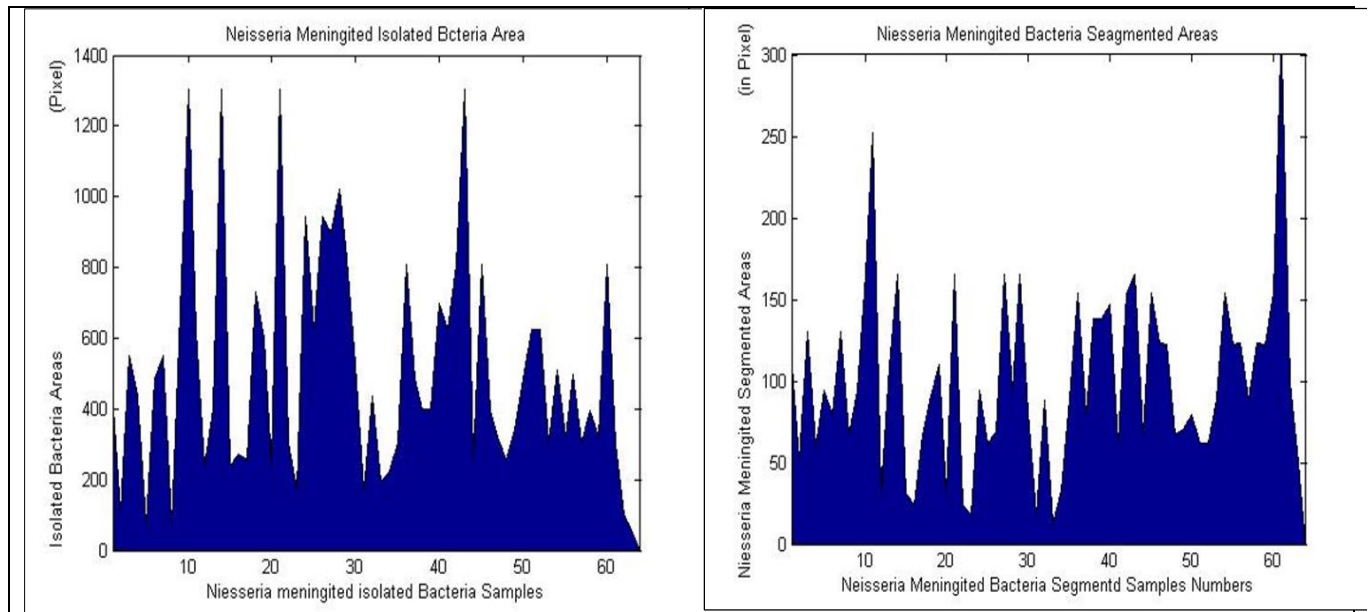 Neisseria Meningited Isolated Bcteria Area
Isolated Bacteria Areas (Pixel)
1400
1200
1000
800
600
400
200
0
10 20 30 40 50 60
Niesseria meningited isolated Bacteria Samples
Niesseria Meningited Bacteria Seagmented Areas
Niesseria Meningited Segmented Areas (in Pixel)
300
250
200
150
100
50
0
10 20 30 40 50 60
Neisseria Meningited Bacteria Segmentd Samples Numbers